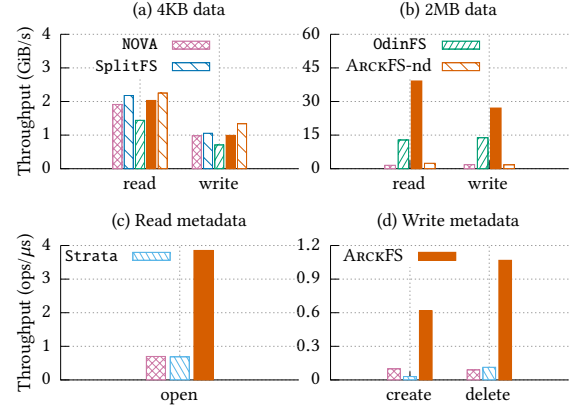 (a) 4KB data
(b) 2MB data
Throughput (GiB/s)
4
3
2
1
0
NOVA
SplitFS
read
write
60
45
30
15
0
OdinFS
ArckFS-nd
read
write
(c) Read metadata
(d) Write metadata
Throughput (ops/μs)
4
3
2
1
0
Strata
open
1.2
0.9
0.6
0.3
0
ArckFS
create
delete